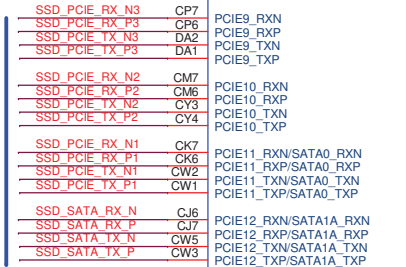 SSD_PCIE_RX_N3 CP7 PCIE9_RXN
SSD_PCIE_RX_P3 CP6 PCIE9_RXP
SSD_PCIE_TX_N3 DA2 PCIE9_TXN
SSD_PCIE_TX_P3 DA1 PCIE9_TXP
SSD_PCIE_RX_N2 CM7 PCIE10_RXN
SSD_PCIE_RX_P2 CM6 PCIE10_RXP
SSD_PCIE_TX_N2 CY3 PCIE10_TXN
SSD_PCIE_TX_P2 CY4 PCIE10_TXP
SSD_PCIE_RX_N1 CK7 PCIE11_RXN/SATA0_RXN
SSD_PCIE_RX_P1 CK6 PCIE11_RXP/SATA0_RXP
SSD_PCIE_TX_N1 CW2 PCIE11_TXN/SATA0_TXN
SSD_PCIE_TX_P1 CW1 PCIE11_TXP/SATA0_TXP
SSD_SATA_RX_N CJ6 PCIE12_RXN/SATA1A_RXN
SSD_SATA_RX_P CJ7 PCIE12_RXP/SATA1A_RXP
SSD_SATA_TX_N CW5 PCIE12_TXN/SATA1A_TXN
SSD_SATA_TX_P CW3 PCIE12_TXP/SATA1A_TXP